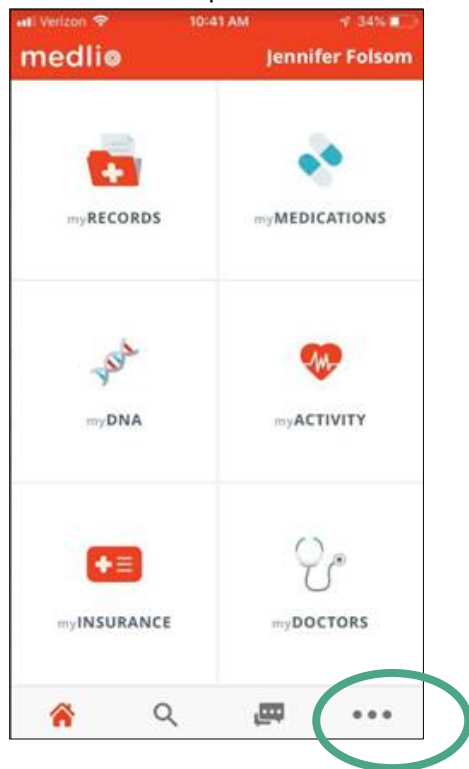 Verizon 10:41 AM 34%
medlio Jennifer Folsom
myRECORDS myMEDICATIONS
myDNA myACTIVITY
myINSURANCE myDOCTORS